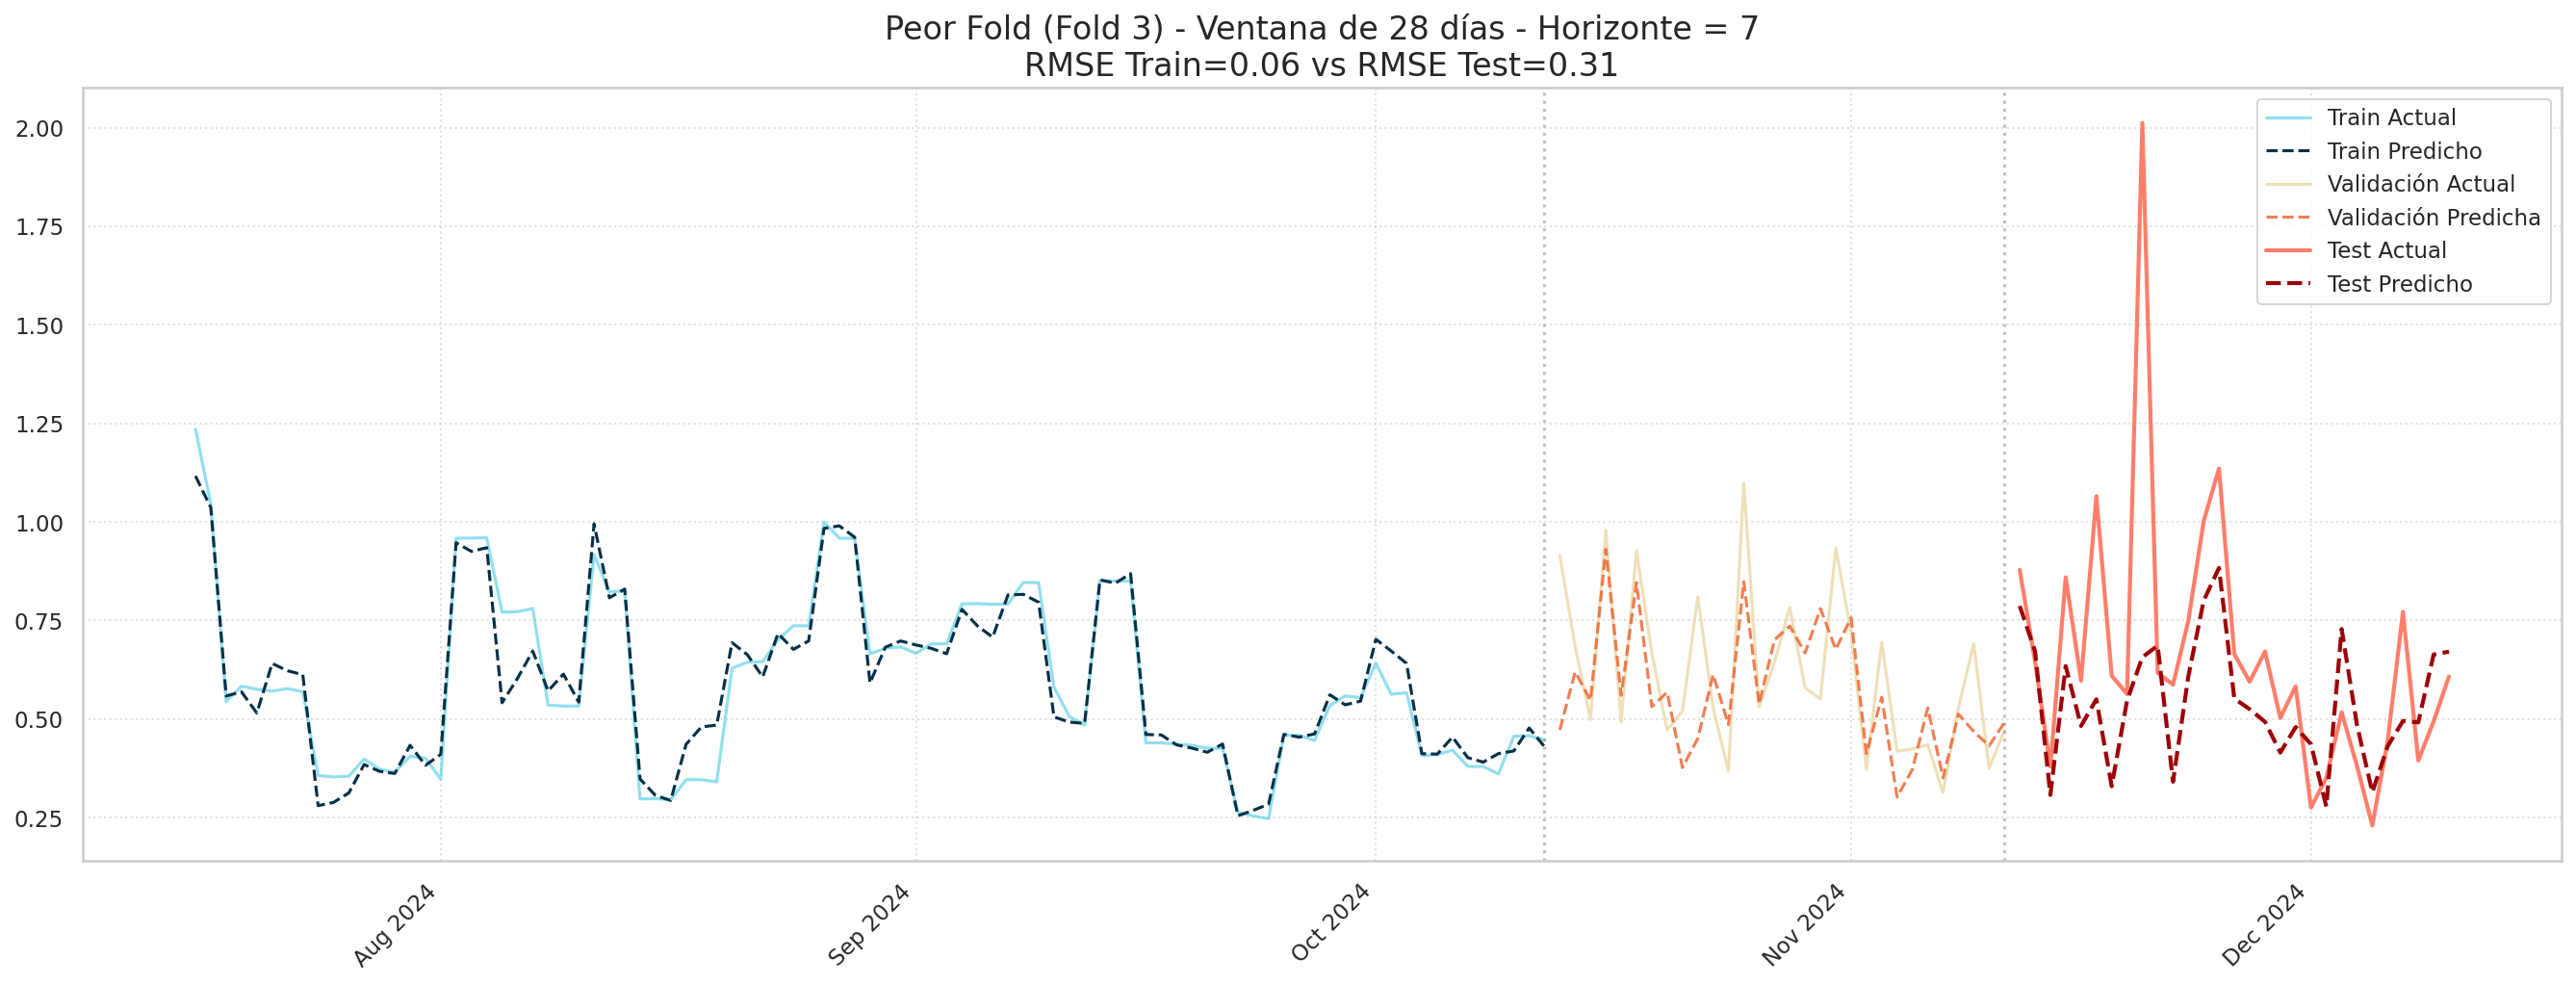 Peor Fold (Fold 3) - Ventana de 28 días - Horizonte = 7
RMSE Train=0.06 vs RMSE Test=0.31
2.00
1.75
1.50
1.25
1.00
0.75
0.50
0.25
Train Actual
Train Predicho
Validación Actual
Validación Predicha
Test Actual
Test Predicho
Aug 2024
Sep 2024
Oct 2024
Nov 2024
Dec 2024